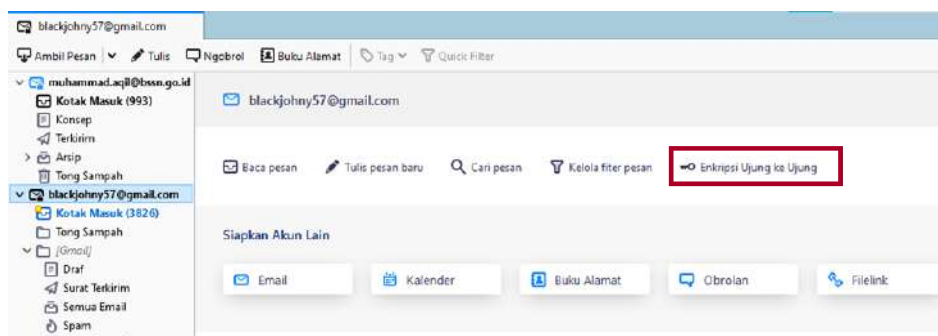 blackjohny57@gmail.com
Ambil Pesan Tulis Ngobrol Buku Alamat Tag Quick Filter
muhammad.aqil@bssn.go.id
Kotak Masuk (993)
Konsep
Terkirim
Arsip
Tong Sampah
blackjohny57@gmail.com
Kotak Masuk (3826)
Tong Sampah
[Gmail]
Draf
Surat Terkirim
Semua Email
Spam
blackjohny57@gmail.com
Baca pesan Tulis pesan baru Cari pesan Kelola fiter pesan Enkripsi Ujung ke Ujung
Siapkan Akun Lain
Email Kalender Buku Alamat Obrolan Filelink